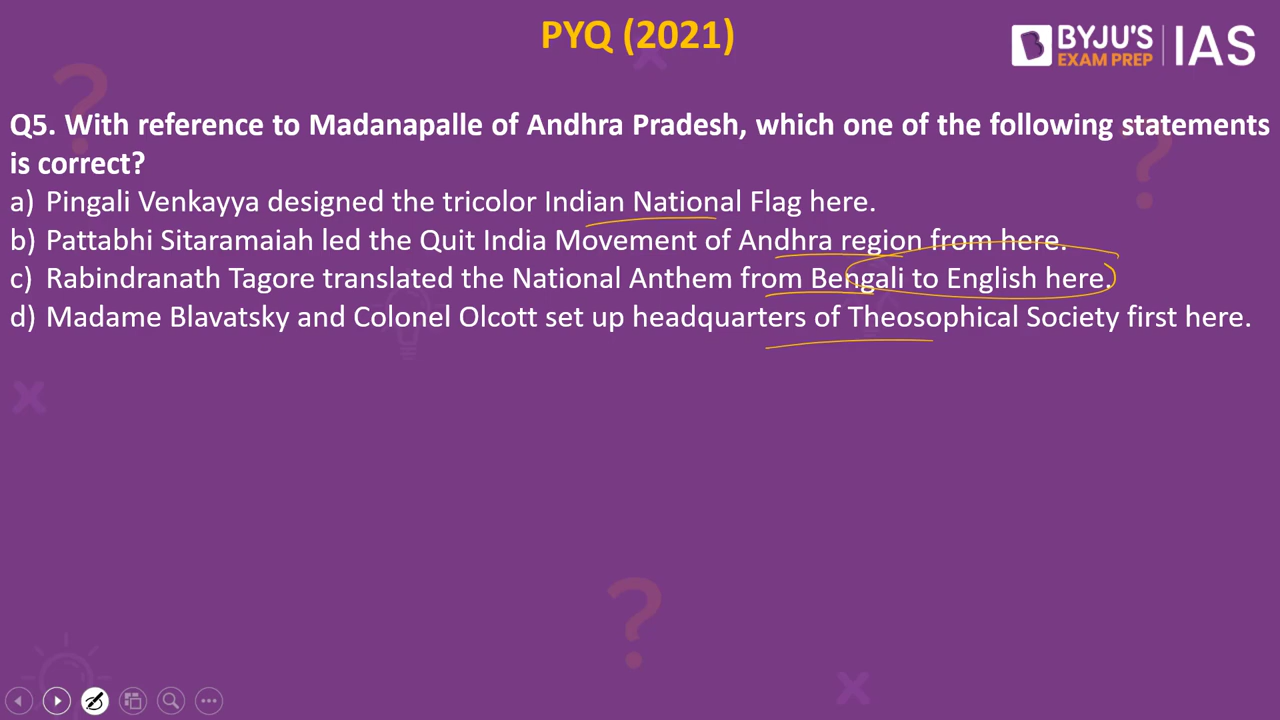 PYQ (2021)
BYJU'S
EXAM PREP
IAS
Q5. With reference to Madanapalle of Andhra Pradesh, which one of the following statements
is correct?
a) Pingali Venkayya designed the tricolor Indian National Flag here.
b) Pattabhi Sitaramaiah led the Quit India Movement of Andhra region from here.
c) Rabindranath Tagore translated the National Anthem from Bengali to English here.
d) Madame Blavatsky and Colonel Olcott set up headquarters of Theosophical Society first here.